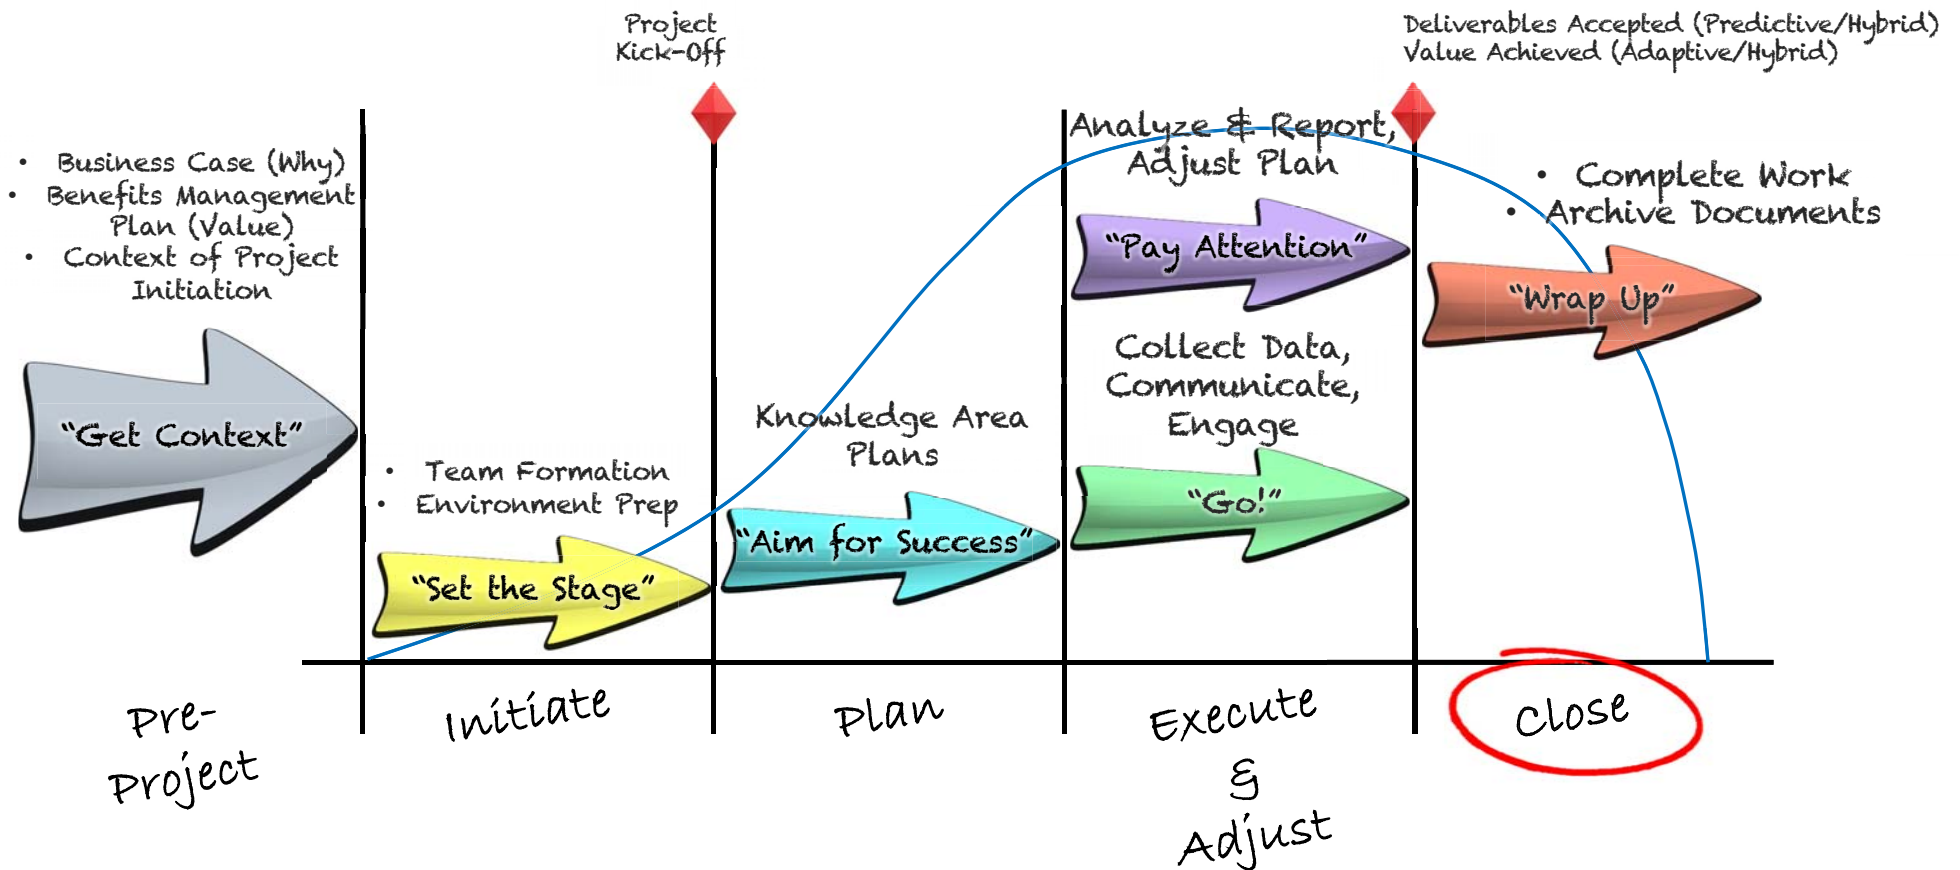 Project
Kick-Off
Deliverables Accepted (Predictive/Hybrid)
Value Achieved (Adaptive/Hybrid)
• Business Case (Why)
• Benefits Management
Plan (Value)
• Context of Project
Initiation
"Get Context"
• Team Formation
• Environment Prep
"Set the Stage"
Knowledge Area
Plans
"Aim for Success"
Analyze & Report,
Adjust Plan
"Pay Attention"
Collect Data,
Communicate,
Engage
"Go!"
• Complete Work
• Archive Documents
"Wrap Up"
Pre-
Project
Initiate
Plan
Execute
&
Adjust
Close